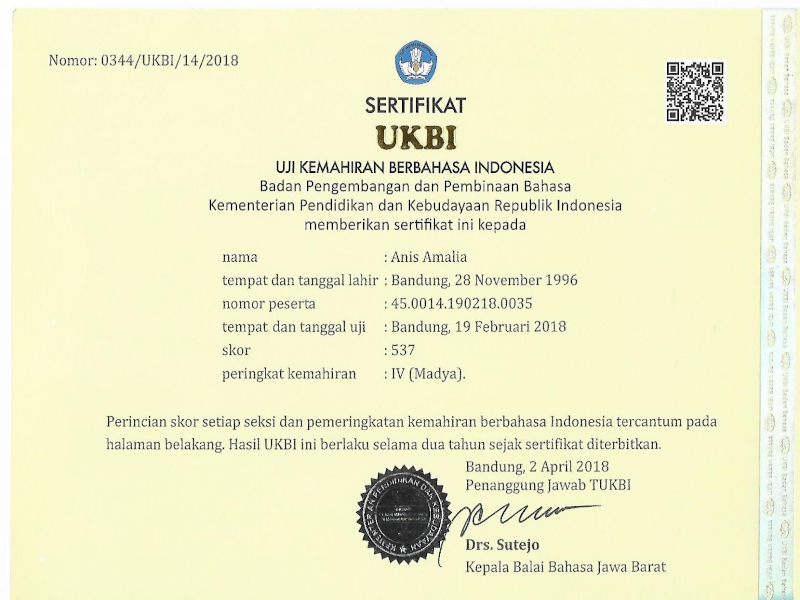 Nomor: 0344/UKBI/14/2018
SERTIFIKAT
UKBI
UJI KEMAHIRAN BERBAHASA INDONESIA
Badan Pengembangan dan Pembinaan Bahasa
Kementerian Pendidikan dan Kebudayaan Republik Indonesia
memberikan sertifikat ini kepada
nama : Anis Amalia
tempat dan tanggal lahir : Bandung, 28 November 1996
nomor peserta : 45.0014.190218.0035
tempat dan tanggal uji : Bandung, 19 Februari 2018
skor : 537
peringkat kemahiran : IV (Madya).
Perincian skor setiap seksi dan pemeringkatan kemahiran berbahasa Indonesia tercantum pada
halaman belakang. Hasil UKBI ini berlaku selama dua tahun sejak sertifikat diterbitkan.
Bandung, 2 April 2018
Penanggung Jawab TUKBI
KEMENTERIAN PENDIDIKAN DAN KEBUDAYAAN
Drs. Sutejo
Kepala Balai Bahasa Jawa Barat